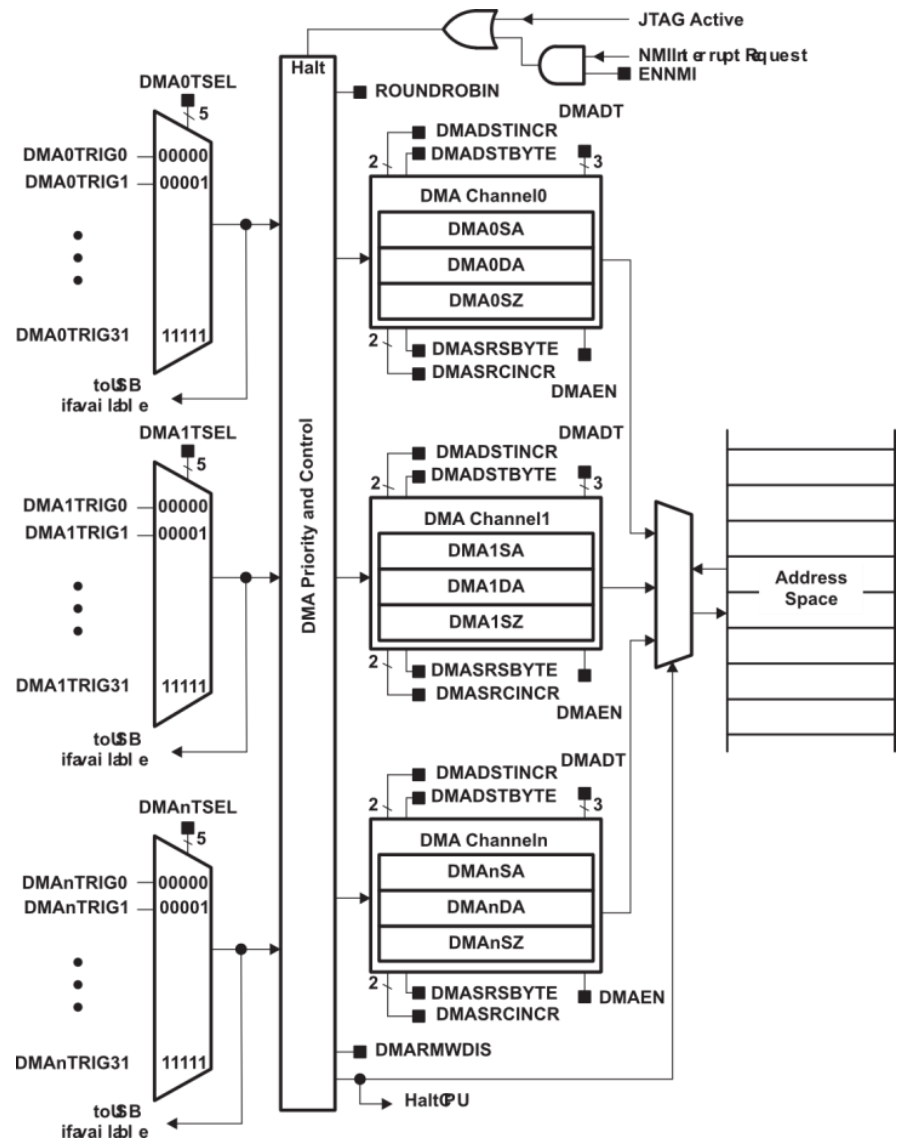 JTAG Active
Halt
NMIInterrupt Request
ENNMI
DMA0TSEL
5
ROUNDROBIN
DMADT
DMADSTINCR
2
DMADSTBYTE
3
DMA0TRIG0
00000
DMA0TRIG1
00001
DMA Channel0
DMA0SA
DMA0DA
DMA0SZ
DMA0TRIG31
11111
2
DMASRSBYTE
DMASRCINCR
DMAEN
toUSB
ifavailable
DMA1TSEL
5
DMADT
DMADSTINCR
2
DMADSTBYTE
3
DMA1TRIG0
00000
DMA1TRIG1
00001
DMA Channel1
DMA1SA
DMA1DA
DMA1SZ
DMA Priority and Control
Address
Space
DMA1TRIG31
11111
2
DMASRSBYTE
DMASRCINCR
DMAEN
toUSB
ifavailable
DMADT
DMADSTINCR
2
DMADSTBYTE
3
DMAnTSEL
5
DMAnTRIG0
00000
DMAnTRIG1
00001
DMA Channeln
DMAnSA
DMAnDA
DMAnSZ
2
DMASRSBYTE
DMAEN
DMASRCINCR
DMAnTRIG31
11111
DMARMWDIS
HaltCPU
toUSB
ifavailable